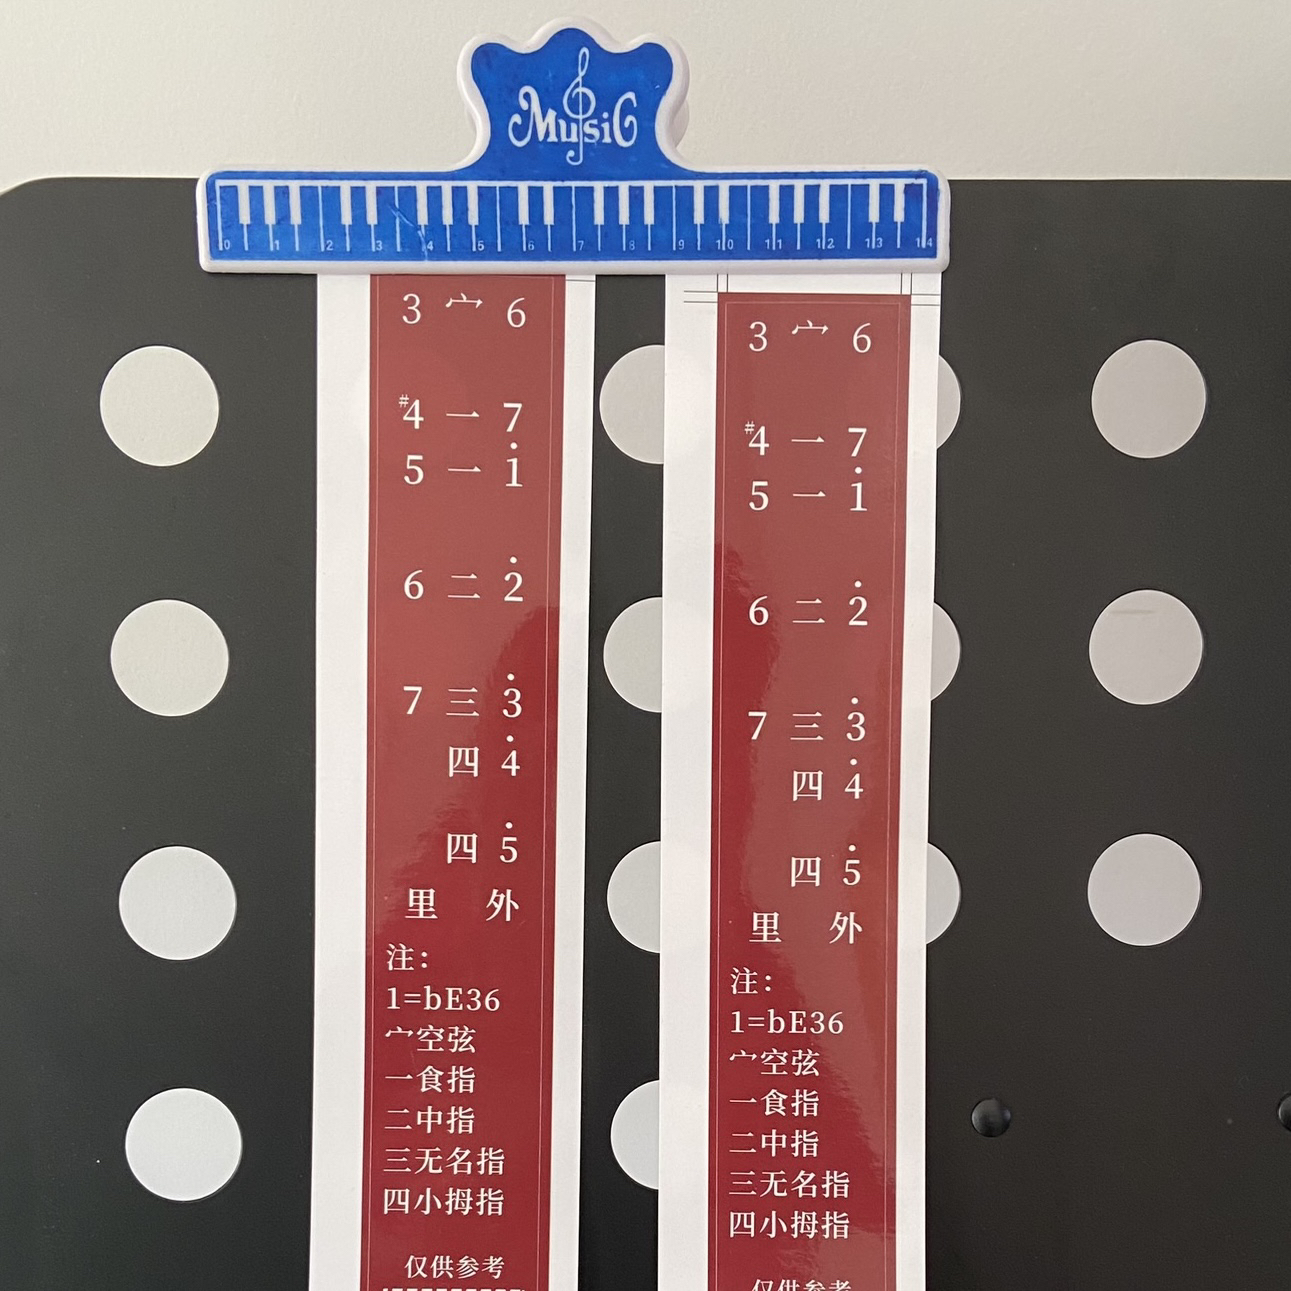 Music
0 1 2 3 4 5 6 7 8 9 10 11 12 13 14
3 宀 6
#4 一 7
5 一 1̇
6 二 2̇
7 三 3̇
四 4̇
四 5̇
里 外
注:
1=bE36
宀空弦
一食指
二中指
三无名指
四小拇指
仅供参考
3 宀 6
#4 一 7
5 一 1̇
6 二 2̇
7 三 3̇
四 4̇
四 5̇
里 外
注:
1=bE36
宀空弦
一食指
二中指
三无名指
四小拇指
仅供参考